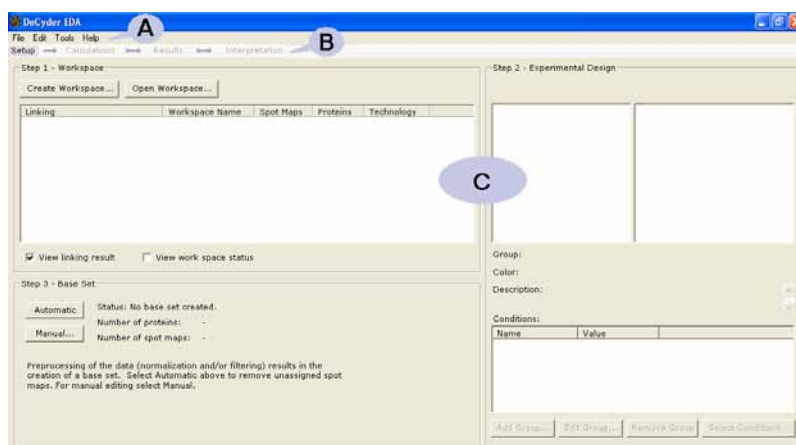 DeCyder EDA
File Edit Tools Help
A
Setup Calculations Results Interpretation
B
Step 1 - Workspace
Create Workspace... Open Workspace...
Linking Workspace Name Spot Maps Proteins Technology
View linking result View work space status
Step 2 - Experimental Design
C
Group:
Color:
Description:
Conditions:
Name Value
Add Group... Edit Group... Remove Group Select Conditions...
Step 3 - Base Set
Automatic Status: No base set created.
Number of proteins: -
Manual... Number of spot maps: -
Preprocessing of the data (normalization and/or filtering) results in the
creation of a base set. Select Automatic above to remove unassigned spot
maps. For manual editing select Manual.